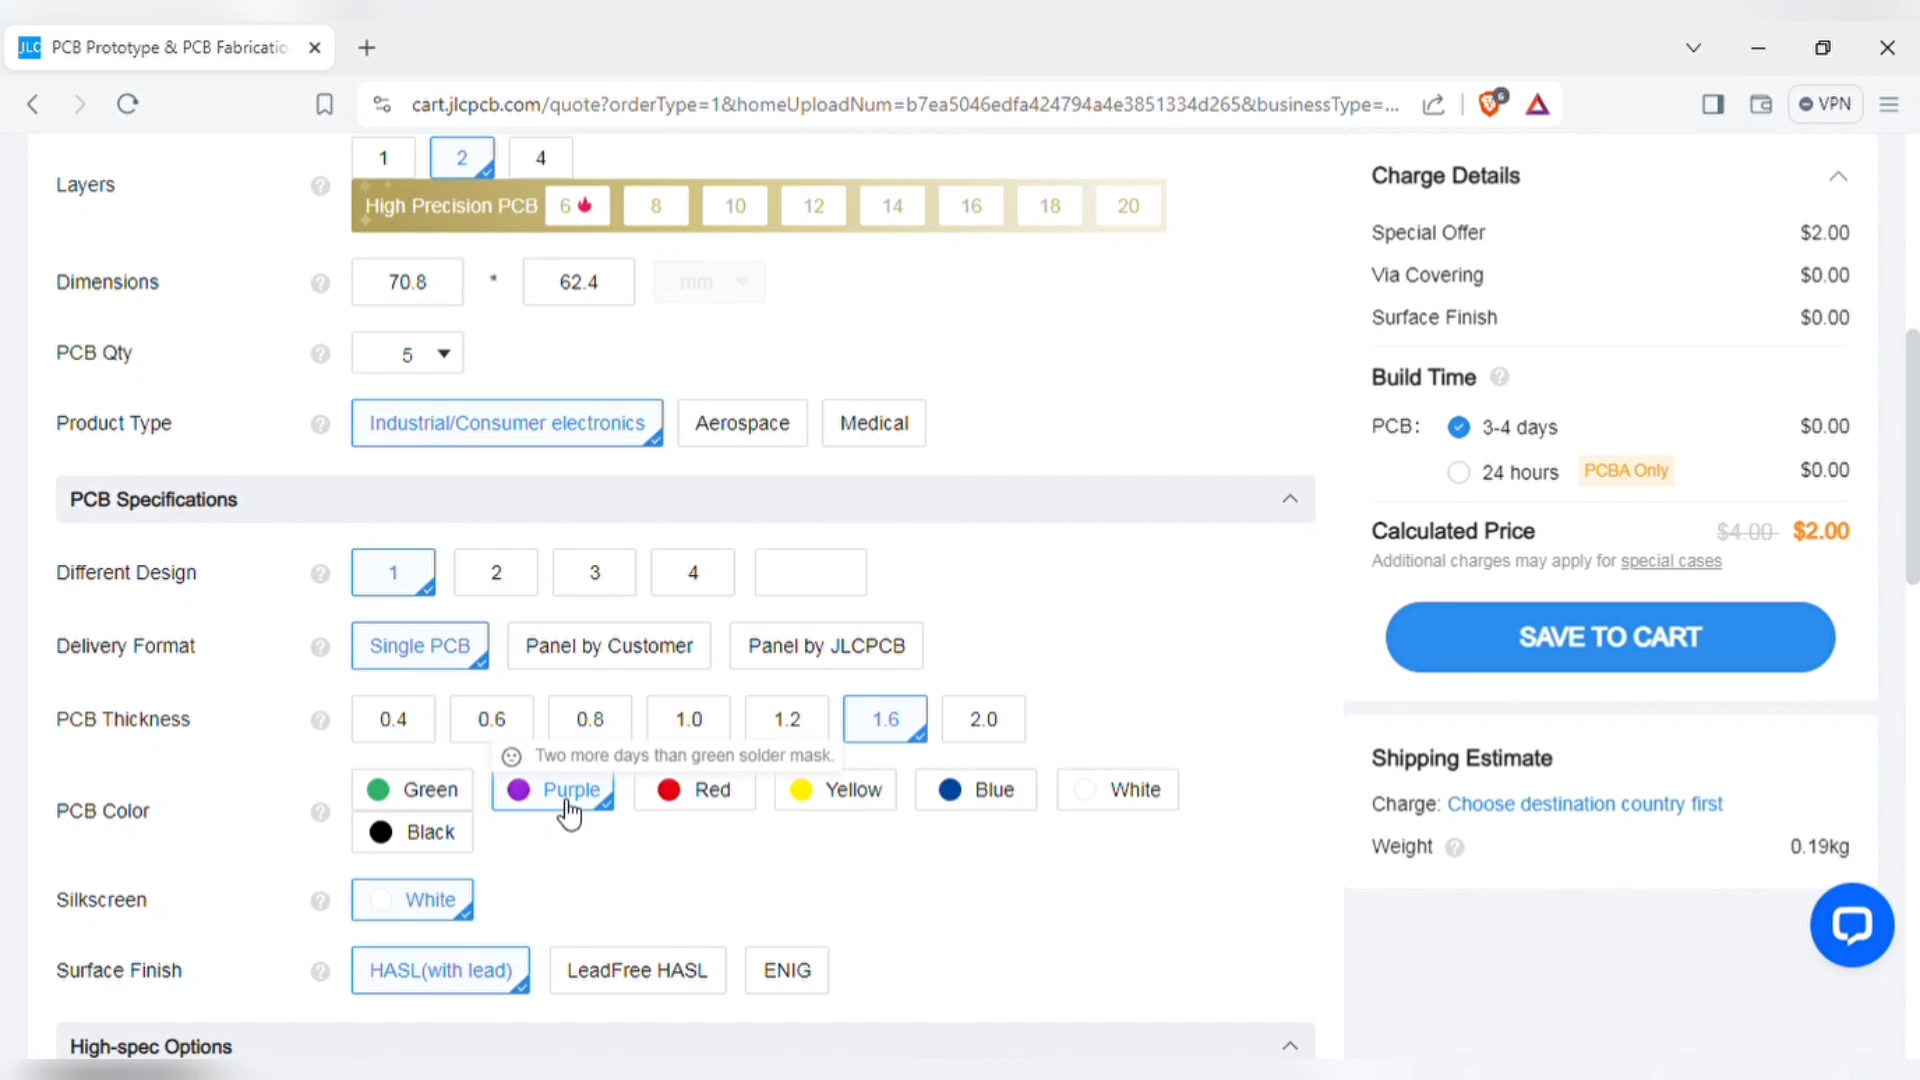 JLC PCB Prototype & PCB Fabricatio
cart.jlcpcb.com/quote?orderType=1&homeUploadNum=b7ea5046edfa424794a4e3851334d265&businessType=...
6
VPN
1 2 4
Layers
High Precision PCB 6 8 10 12 14 16 18 20
Dimensions 70.8 * 62.4 mm
PCB Qty 5
Product Type Industrial/Consumer electronics Aerospace Medical
PCB Specifications
Different Design 1 2 3 4
Delivery Format Single PCB Panel by Customer Panel by JLCPCB
PCB Thickness 0.4 0.6 0.8 1.0 1.2 1.6 2.0
Two more days than green solder mask.
Green Purple Red Yellow Blue White
PCB Color
Black
Silkscreen White
Surface Finish HASL(with lead) LeadFree HASL ENIG
High-spec Options
Charge Details
Special Offer $2.00
Via Covering $0.00
Surface Finish $0.00
Build Time
PCB: 3-4 days $0.00
24 hours PCBA Only $0.00
Calculated Price $4.00 $2.00
Additional charges may apply for special cases
SAVE TO CART
Shipping Estimate
Charge: Choose destination country first
Weight 0.19kg